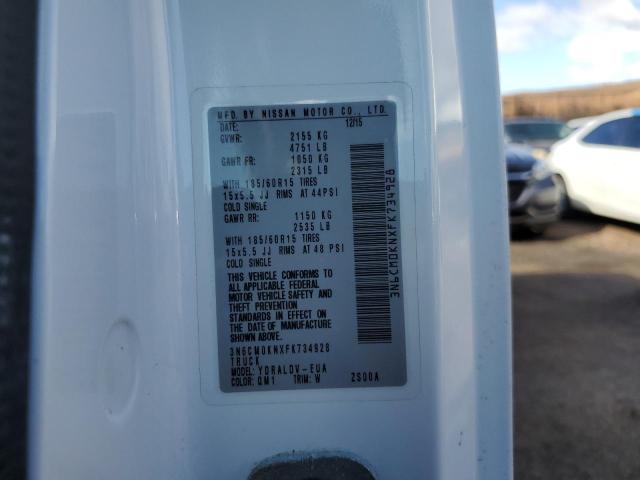 MFD. BY NISSAN MOTOR CO., LTD.
DATE: 12/15
GVWR: 2155 KG
4751 LB
GAWR FR: 1050 KG
2315 LB
WITH 185/60R15 TIRES
15x5.5 JJ RIMS AT 44PSI
COLD SINGLE
GAWR RR: 1150 KG
2535 LB
WITH 185/60R15 TIRES
15x5.5 JJ RIMS AT 48 PSI
COLD SINGLE
THIS VEHICLE CONFORMS TO
ALL APPLICABLE FEDERAL
MOTOR VEHICLE SAFETY AND
THEFT PREVENTION
STANDARDS IN EFFECT ON
THE DATE OF MANUFACTURE
SHOWN ABOVE.
3N6CM0KNXFK734928
TRUCK
MODEL: YDRALDV-EUA
COLOR: QM1 TRIM: W 2S00A
3N6CM0KNXFK734928